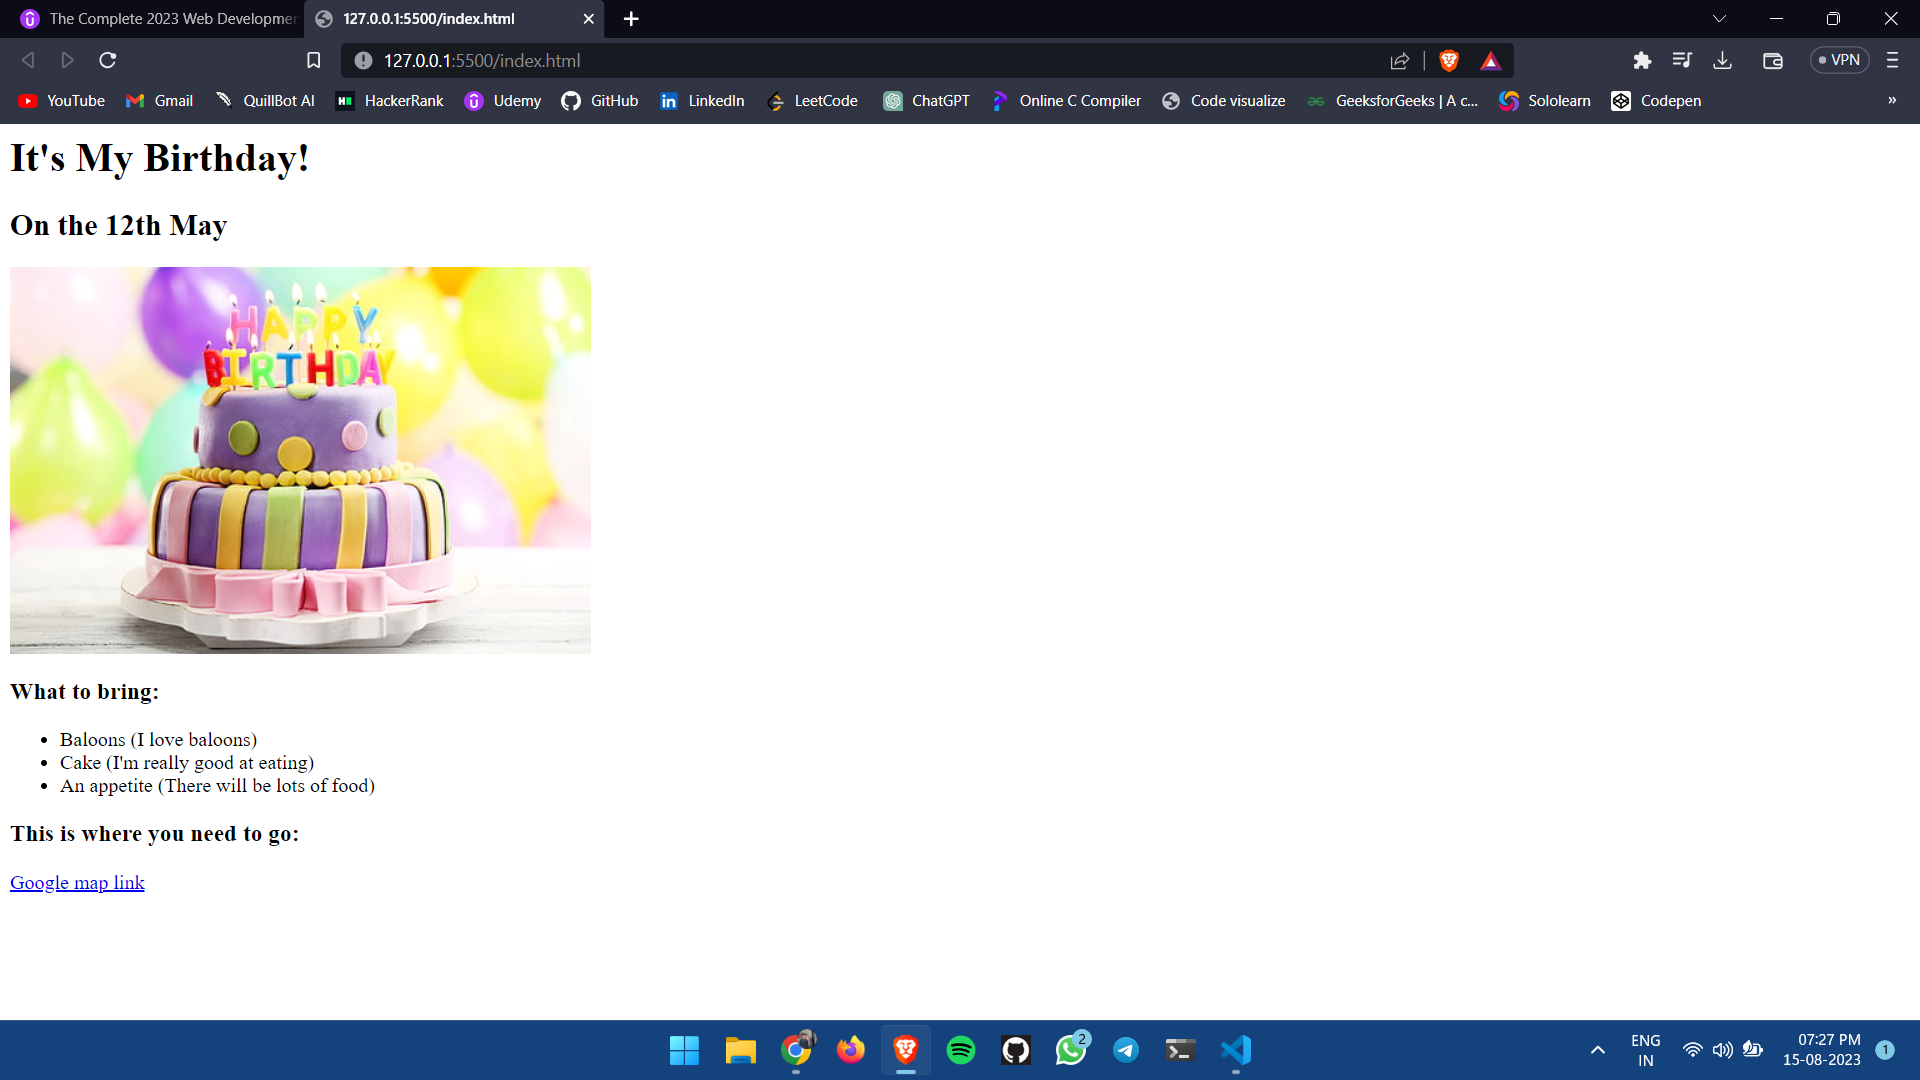 The Complete 2023 Web Developmen
127.0.0.1:5500/index.html
127.0.0.1:5500/index.html
VPN
YouTube
Gmail
QuillBot AI
HackerRank
Udemy
GitHub
LinkedIn
LeetCode
ChatGPT
Online C Compiler
Code visualize
GeeksforGeeks | A c...
Sololearn
Codepen
»
It's My Birthday!
On the 12th May
HAPPY
BIRTHDAY
What to bring:
• Baloons (I love baloons)
• Cake (I'm really good at eating)
• An appetite (There will be lots of food)
This is where you need to go:
Google map link
2
ENG
IN
07:27 PM
15-08-2023
1